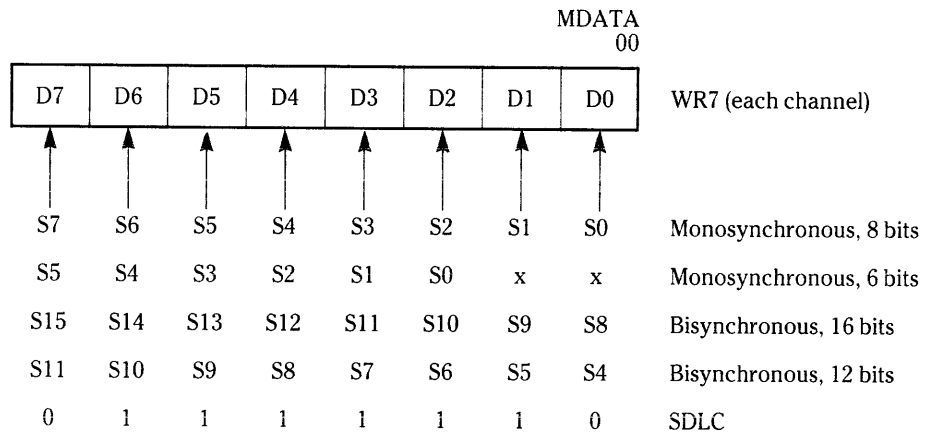 MDATA
00
D7 D6 D5 D4 D3 D2 D1 D0 WR7 (each channel)
S7 S6 S5 S4 S3 S2 S1 S0 Monosynchronous, 8 bits
S5 S4 S3 S2 S1 S0 x x Monosynchronous, 6 bits
S15 S14 S13 S12 S11 S10 S9 S8 Bisynchronous, 16 bits
S11 S10 S9 S8 S7 S6 S5 S4 Bisynchronous, 12 bits
0 1 1 1 1 1 1 0 SDLC